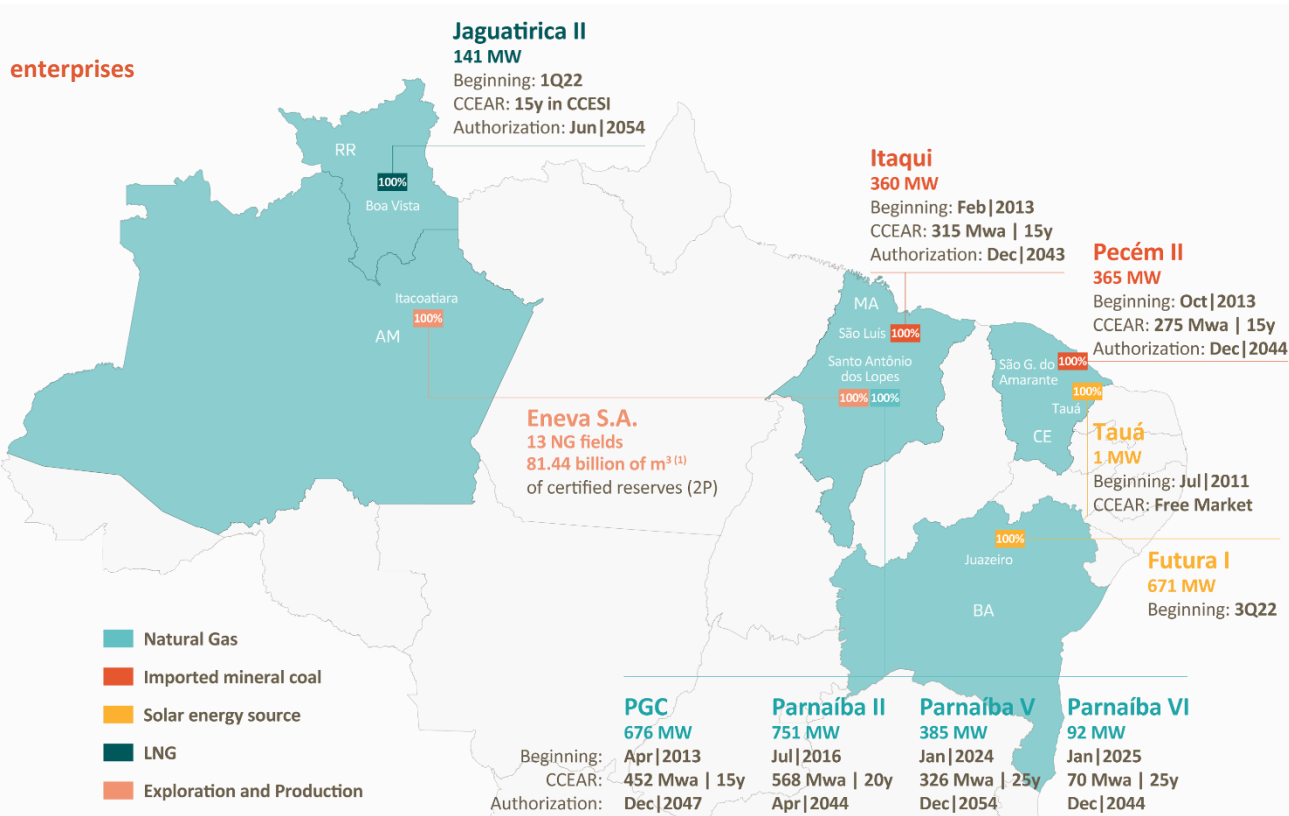 enterprises
Jaguatirica II
141 MW
Beginning: 1Q22
CCEAR: 15y in CCESI
Authorization: Jun|2054
RR
100%
Boa Vista
Itacoatiara
100%
AM
Itaqui
360 MW
Beginning: Feb|2013
CCEAR: 315 Mwa | 15y
Authorization: Dec|2043
Pecém II
365 MW
Beginning: Oct|2013
CCEAR: 275 Mwa | 15y
Authorization: Dec|2044
MA
São Luís 100%
Santo Antônio
dos Lopes
100% 100%
São G. do
Amarante
100%
100%
Tauá
CE
Eneva S.A.
13 NG fields
81.44 billion of m³ (1)
of certified reserves (2P)
Tauá
1 MW
Beginning: Jul|2011
CCEAR: Free Market
100%
Juazeiro
BA
Futura I
671 MW
Beginning: 3Q22
Natural Gas
Imported mineral coal
Solar energy source
LNG
Exploration and Production
PGC Parnaíba II Parnaíba V Parnaíba VI
676 MW 751 MW 385 MW 92 MW
Beginning: Apr|2013 Jul|2016 Jan|2024 Jan|2025
CCEAR: 452 Mwa | 15y 568 Mwa | 20y 326 Mwa | 25y 70 Mwa | 25y
Authorization: Dec|2047 Apr|2044 Dec|2054 Dec|2044